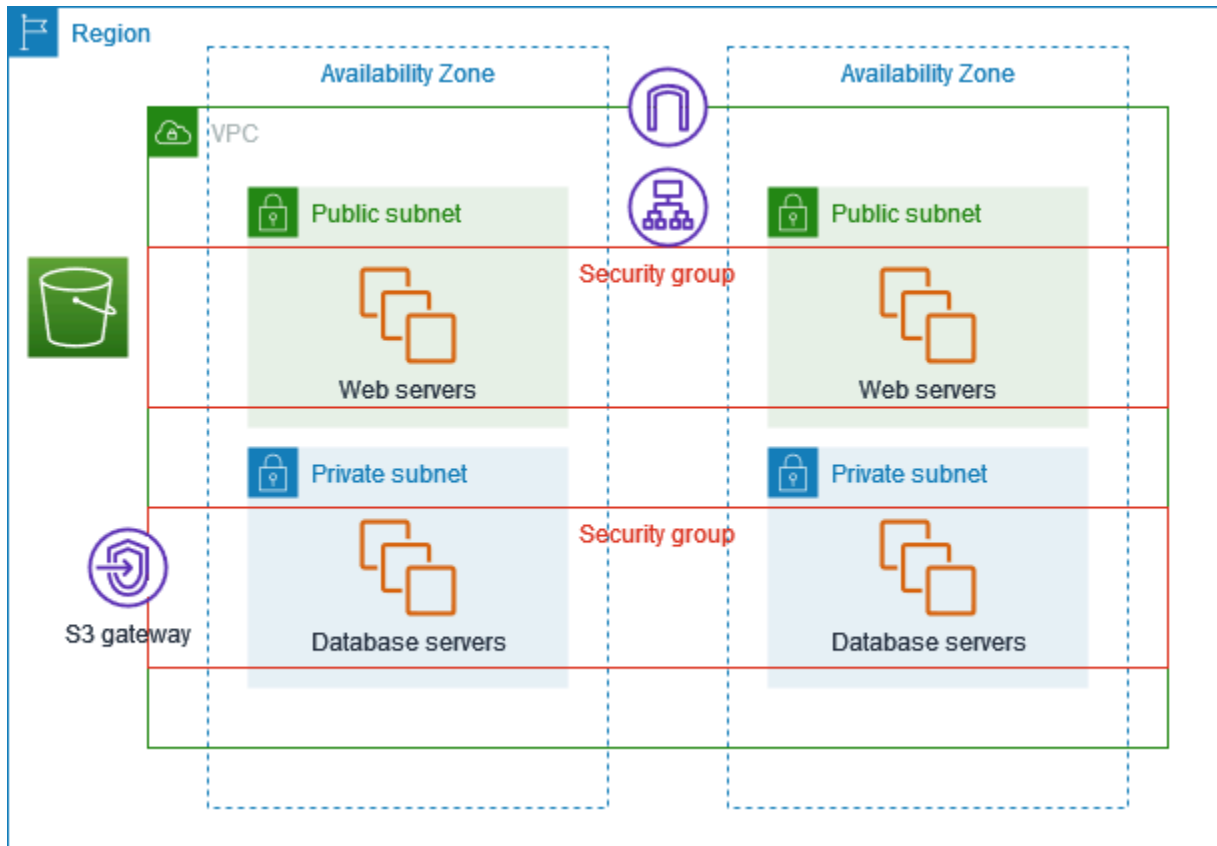 Region
Availability Zone
Availability Zone
VPC
Public subnet
Public subnet
Security group
Web servers
Web servers
Private subnet
Private subnet
Security group
S3 gateway
Database servers
Database servers